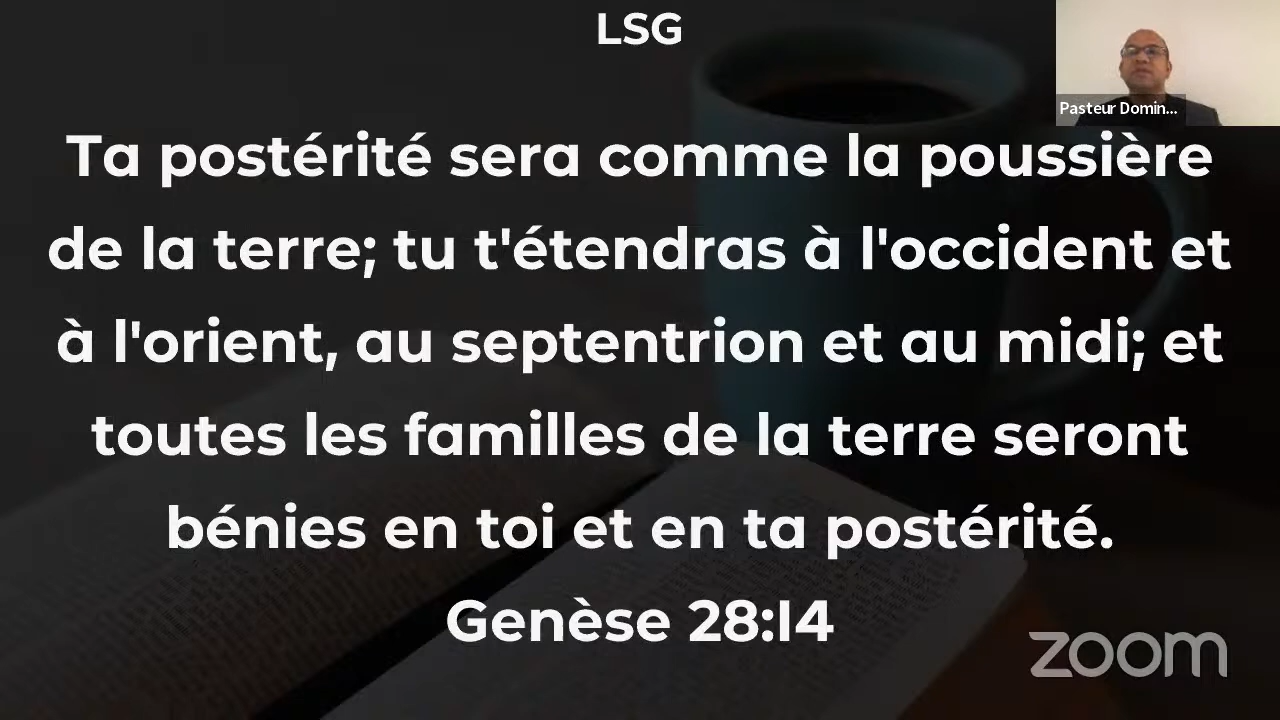 LSG
Pasteur Domin...
Ta postérité sera comme la poussière
de la terre; tu t'étendras à l'occident et
à l'orient, au septentrion et au midi; et
toutes les familles de la terre seront
bénies en toi et en ta postérité.
Genèse 28:14
zoom